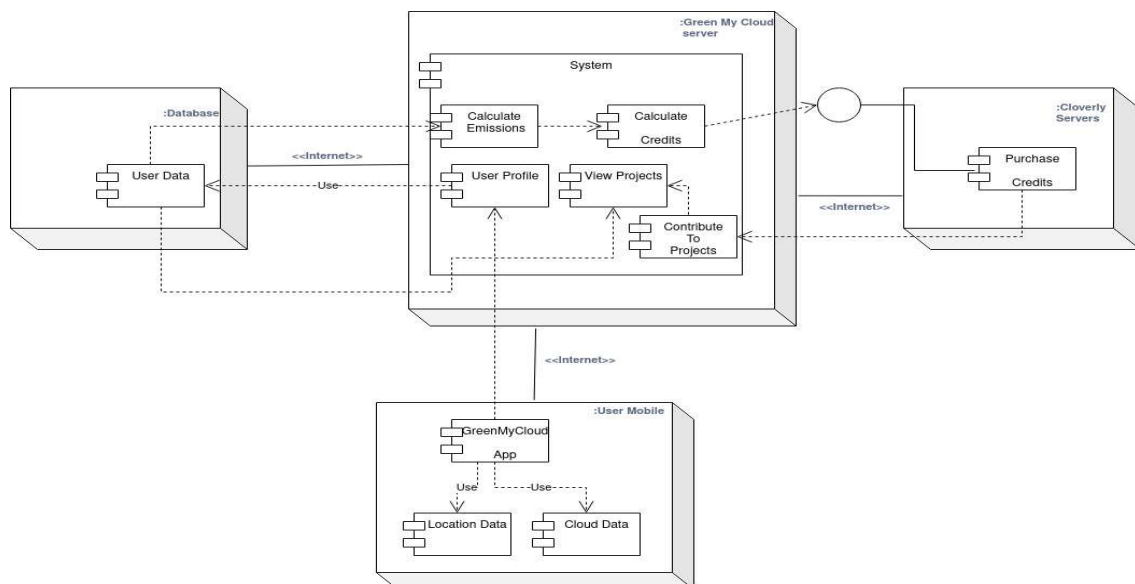 :Green My Cloud
server
System
:Database
Calculate
Emissions
Calculate
Credits
:Cloverly
Servers
<<Internet>>
User Data
Use
User Profile
View Projects
Purchase
Credits
<<Internet>>
Contribute
To
Projects
<<Internet>>
:User Mobile
GreenMyCloud
App
Use
Use
Location Data
Cloud Data